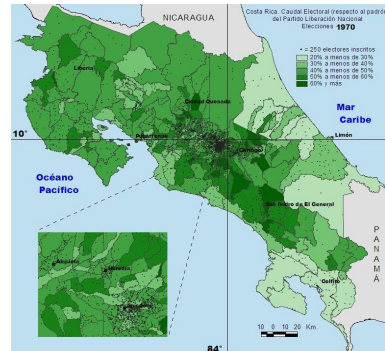 NICARAGUA
Costa Rica. Caudal Electoral (respecto al padrón)
del Partido Liberación Nacional
Elecciones 1970
• = 250 electores inscritos
20% a menos de 30%
30% a menos de 40%
40% a menos de 50%
50% a menos de 60%
60% y más
Liberia
Ciudad Quesada
Mar
Caribe
10°
Puntarenas
Limón
Cartago
Océano
Pacífico
San Isidro de El General
PANAMÁ
Alajuela
Heredia
Golfito
10 0 10 20 Km.
84°